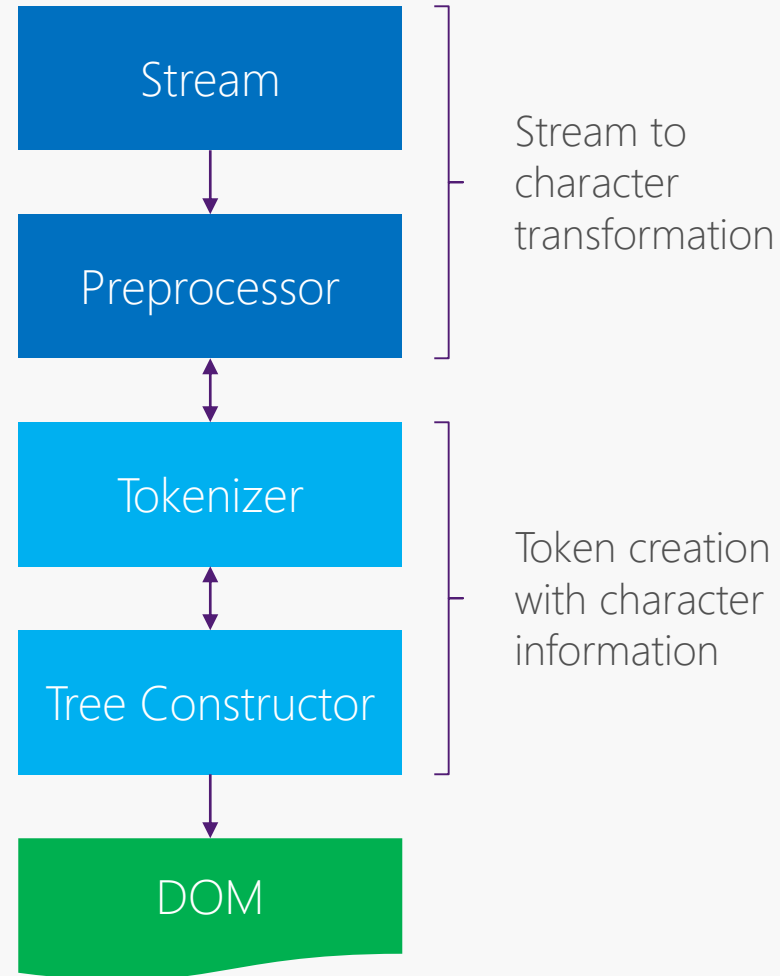 Stream
Stream to
character
transformation
Preprocessor
Tokenizer
Token creation
with character
information
Tree Constructor
DOM